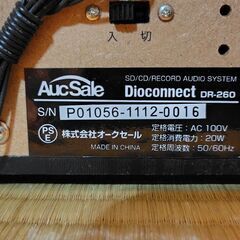 入 切
AucSale
SD/CD/RECORD AUDIO SYSTEM
Dioconnect DR-260
S/N P01056-1112-0016
PSE
株式会社オークセール
MADE IN CHINA
定格電圧:AC 100V
定格消費電力:20W
定格周波数:50/60Hz